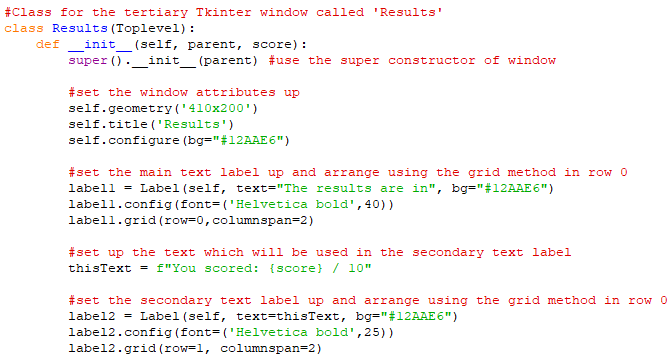 #Class for the tertiary Tkinter window called 'Results'
class Results(Toplevel):
    def __init__(self, parent, score):
        super().__init__(parent) #use the super constructor of window

        #set the window attributes up
        self.geometry('410x200')
        self.title('Results')
        self.configure(bg="#12AAE6")

        #set the main text label up and arrange using the grid method in row 0
        label1 = Label(self, text="The results are in", bg="#12AAE6")
        label1.config(font=('Helvetica bold',40))
        label1.grid(row=0,columnspan=2)

        #set up the text which will be used in the secondary text label
        thisText = f"You scored: {score} / 10"

        #set the secondary text label up and arrange using the grid method in row 0
        label2 = Label(self, text=thisText, bg="#12AAE6")
        label2.config(font=('Helvetica bold',25))
        label2.grid(row=1, columnspan=2)